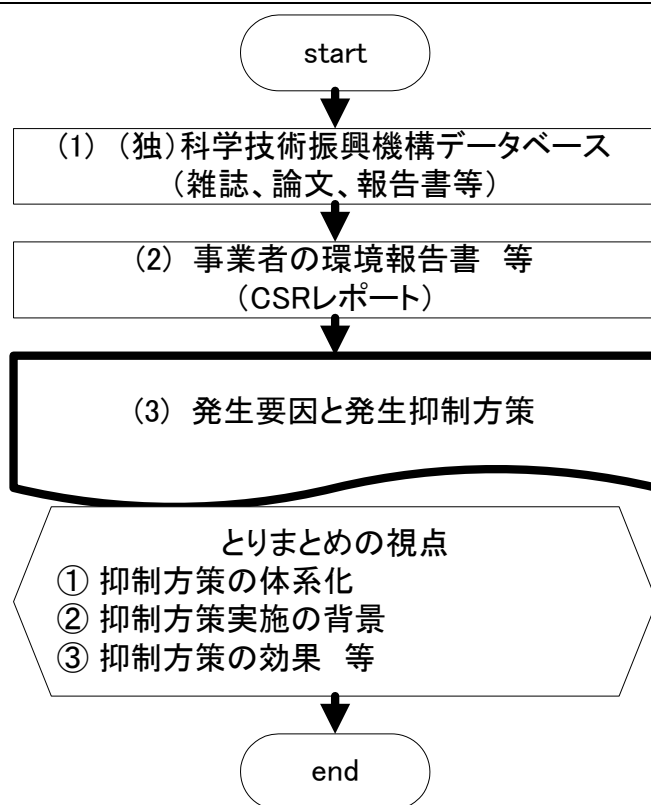 start
(1) (独)科学技術振興機構データベース
(雑誌、論文、報告書等)
(2) 事業者の環境報告書 等
(CSRレポート)
(3) 発生要因と発生抑制方策
とりまとめの視点
① 抑制方策の体系化
② 抑制方策実施の背景
③ 抑制方策の効果 等
end